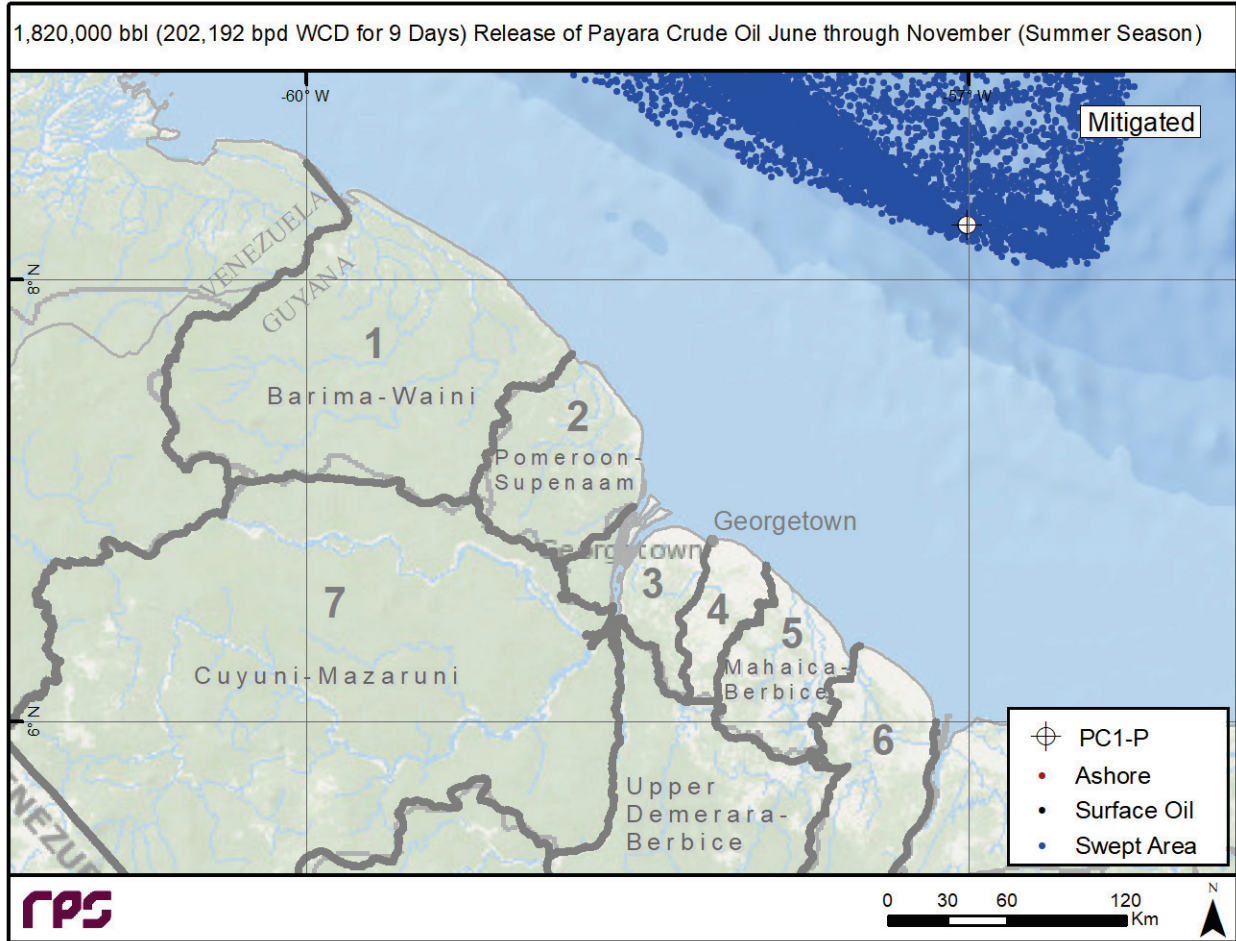 1,820,000 bbl (202,192 bpd WCD for 9 Days) Release of Payara Crude Oil June through November (Summer Season)
-60° W
-57° W
Mitigated
VENEZUELA
GUYANA
8° N
1
Barima-Waini
2
Pomeroon-
Supenaam
Georgetown
Georgetown
3
4
5
7
Mahaica-
Berbice
Cuyuni-Mazaruni
6° N
6
Upper
Demerara-
Berbice
PC1-P
Ashore
Surface Oil
Swept Area
rps
0 30 60 120
Km
N